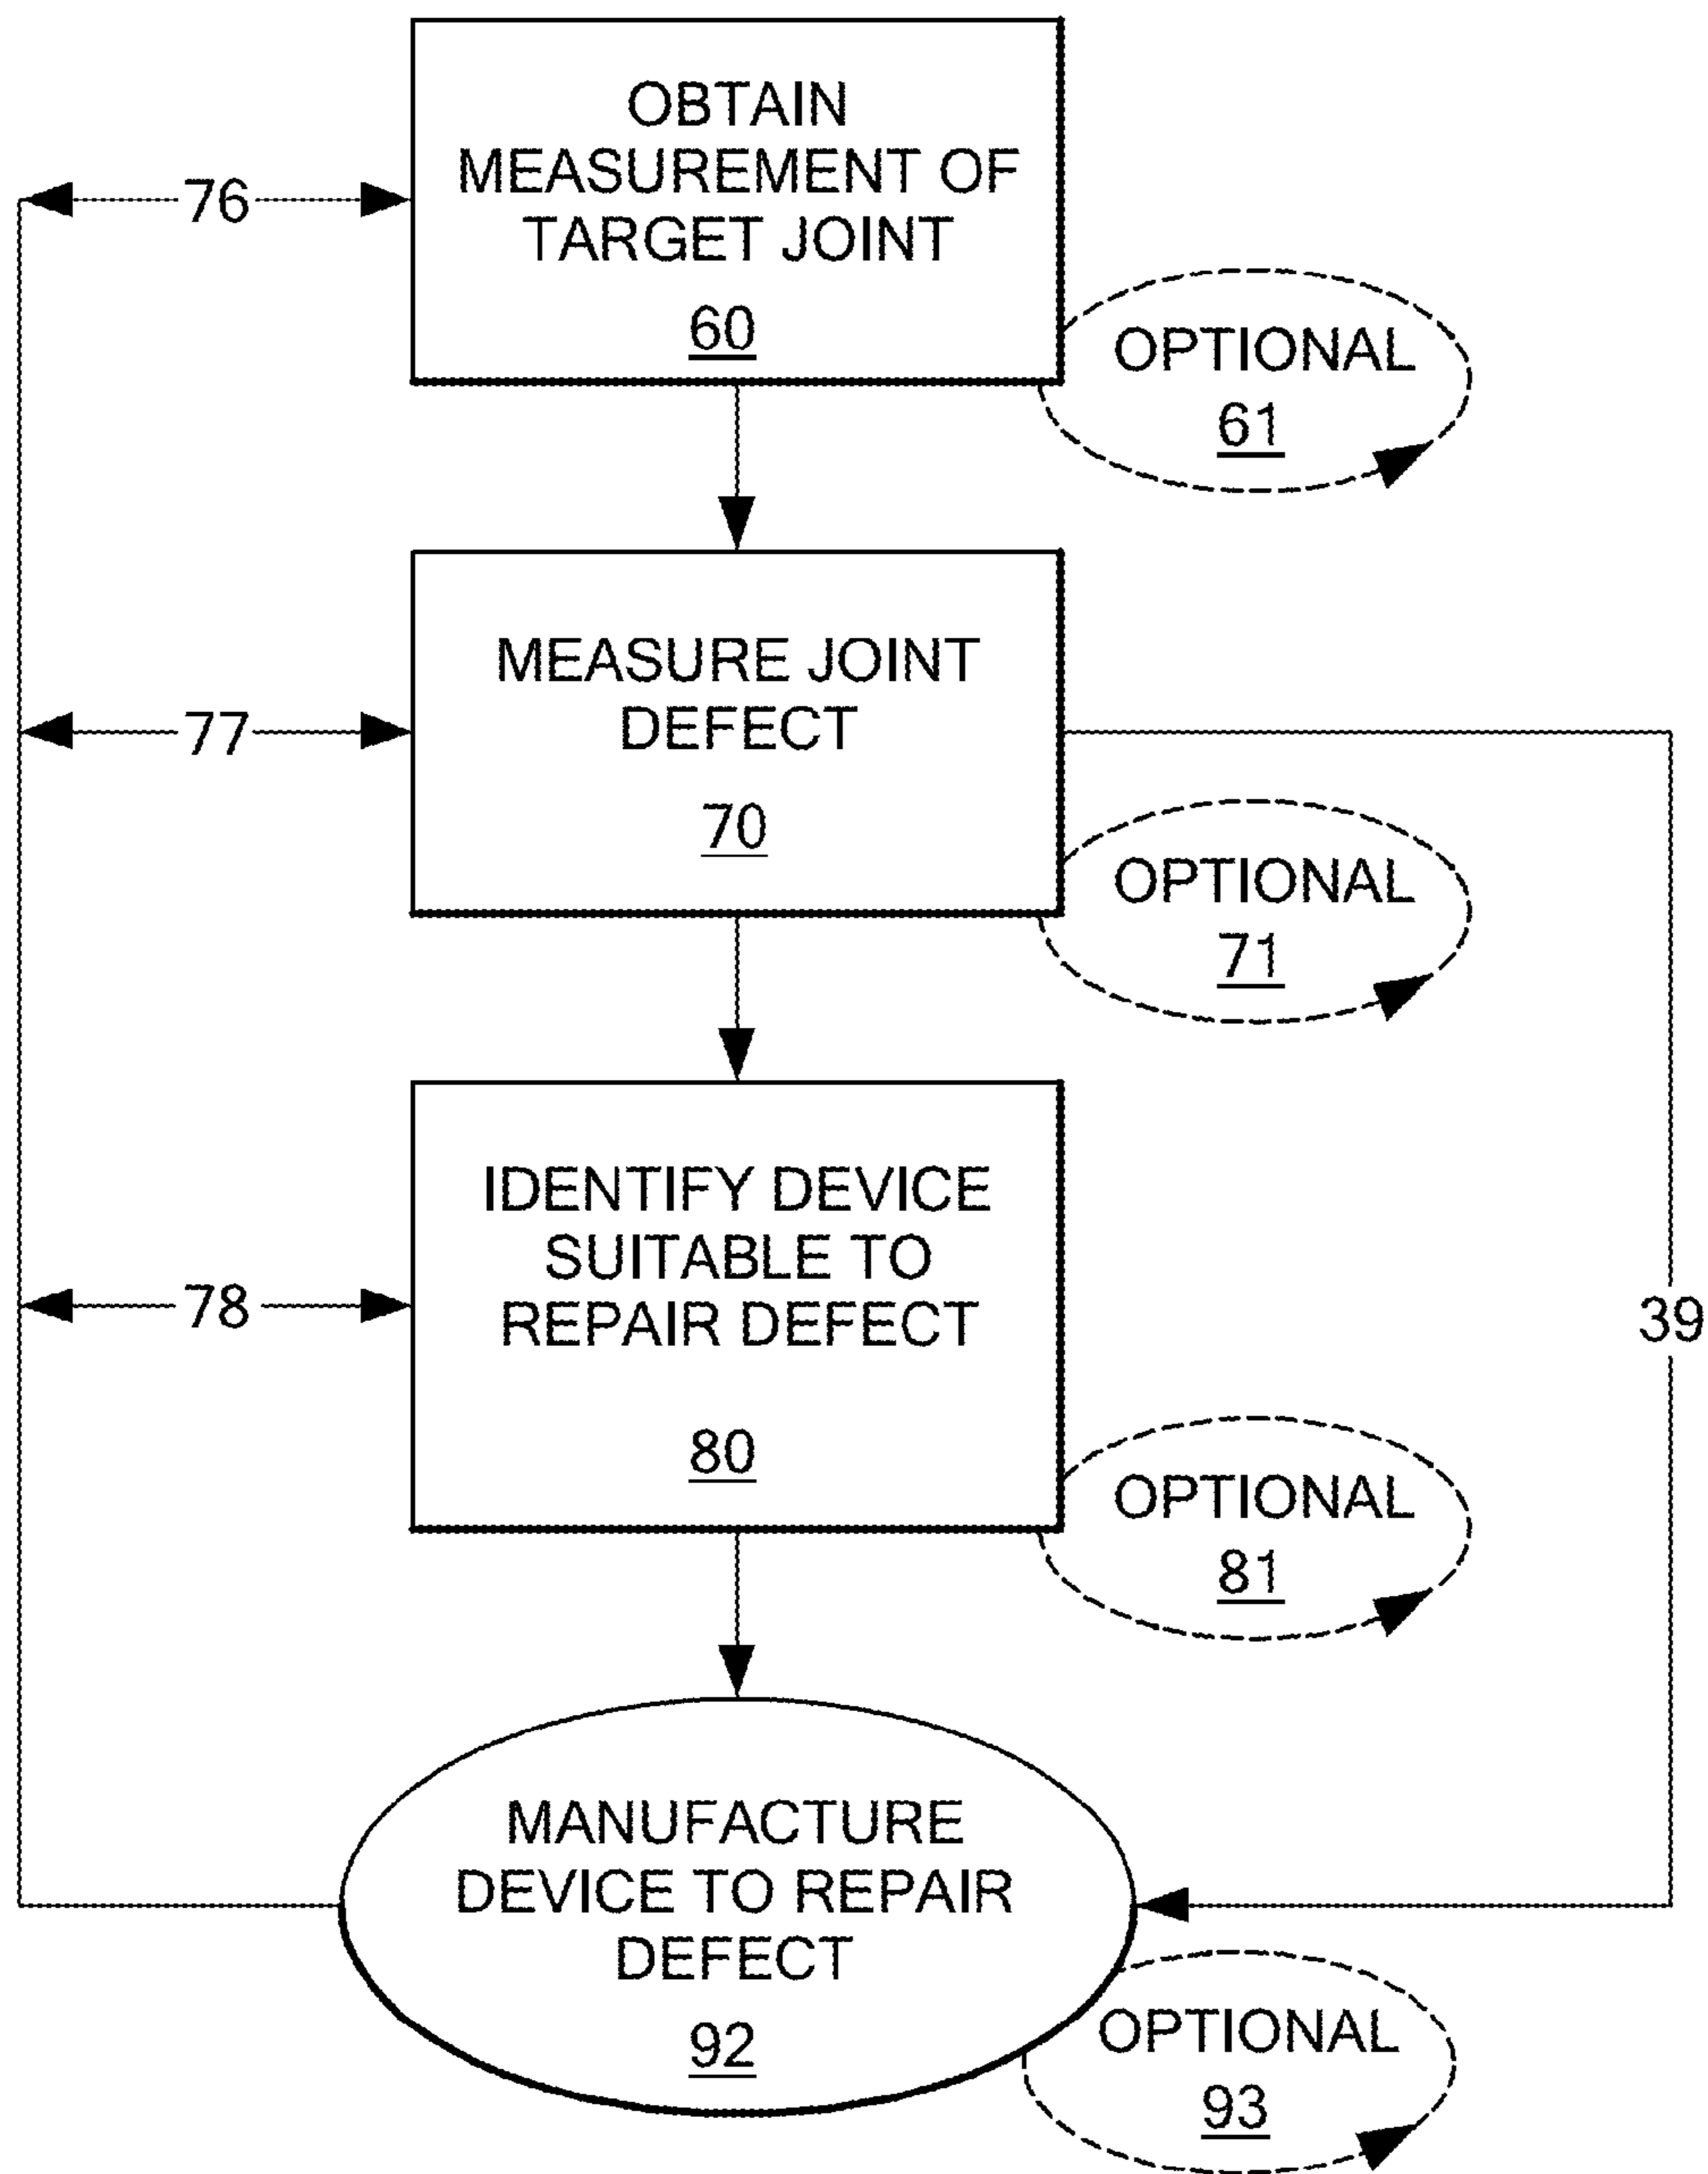 OBTAIN
MEASUREMENT OF
TARGET JOINT
60
76
OPTIONAL
61
MEASURE JOINT
DEFECT
70
77
OPTIONAL
71
IDENTIFY DEVICE
SUITABLE TO
REPAIR DEFECT
80
78
39
OPTIONAL
81
MANUFACTURE
DEVICE TO REPAIR
DEFECT
92
OPTIONAL
93